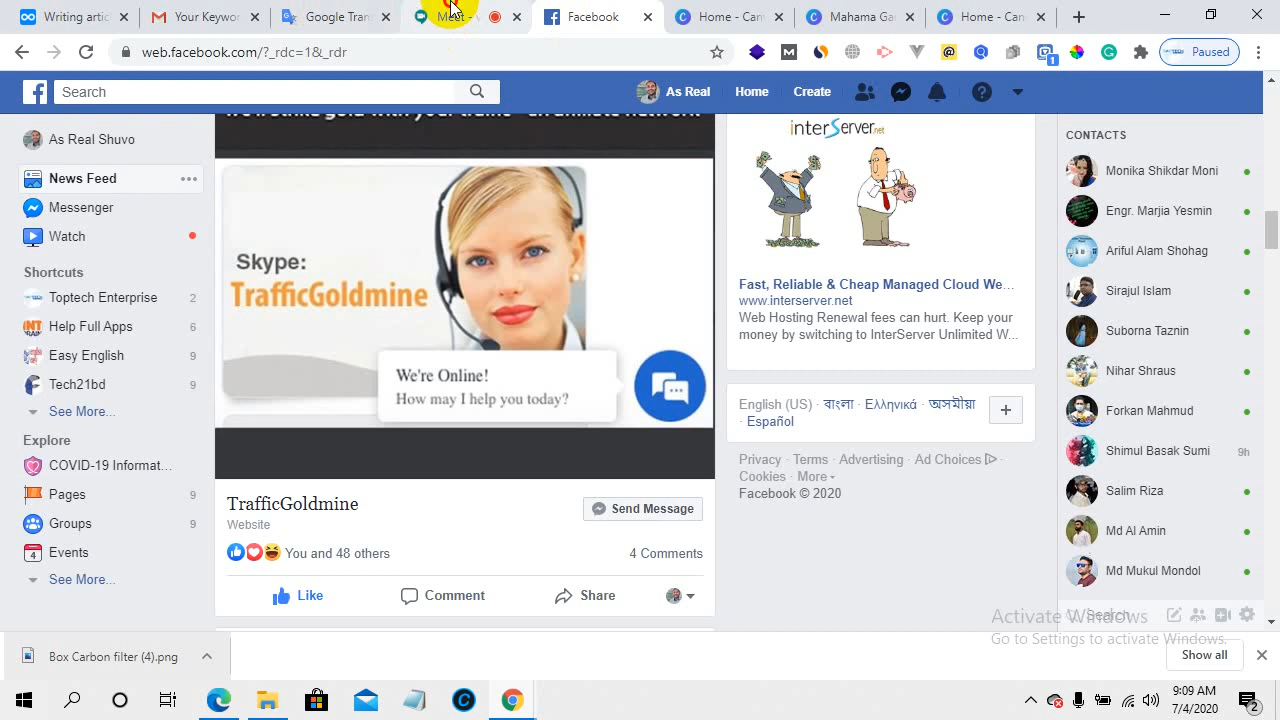 Writing artic
Your Keywor
Google Tran
Meet -
Facebook
Home - Can
Mahama Ga
Home - Can
web.facebook.com/?_rdc=1&_rdr
1
Paused
Search
As Real
Home
Create
As Real Shuvo
News Feed
Messenger
Watch
Shortcuts
Toptech Enterprise 2
Help Full Apps 6
Easy English 9
Tech21bd 9
See More...
Explore
COVID-19 Informat...
Pages 9
Groups 9
Events
See More...
Skype:
TrafficGoldmine
We're Online!
How may I help you today?
TrafficGoldmine
Website
Send Message
You and 48 others
4 Comments
Like
Comment
Share
interServer.net
Fast, Reliable & Cheap Managed Cloud We...
www.interserver.net
Web Hosting Renewal fees can hurt. Keep your
money by switching to InterServer Unlimited W...
English (US) · বাংলা · Ελληνικά · অসমীয়া
· Español
Privacy · Terms · Advertising · Ad Choices ·
Cookies · More
Facebook © 2020
CONTACTS
Monika Shikdar Moni
Engr. Marjia Yesmin
Ariful Alam Shohag
Sirajul Islam
Suborna Taznin
Nihar Shraus
Forkan Mahmud
Shimul Basak Sumi 9h
Salim Riza
Md Al Amin
Md Mukul Mondol
Search
Activate Windows
Go to Settings to activate Windows.
Box Carbon filter (4).png
Show all
9:09 AM
7/4/2020
2